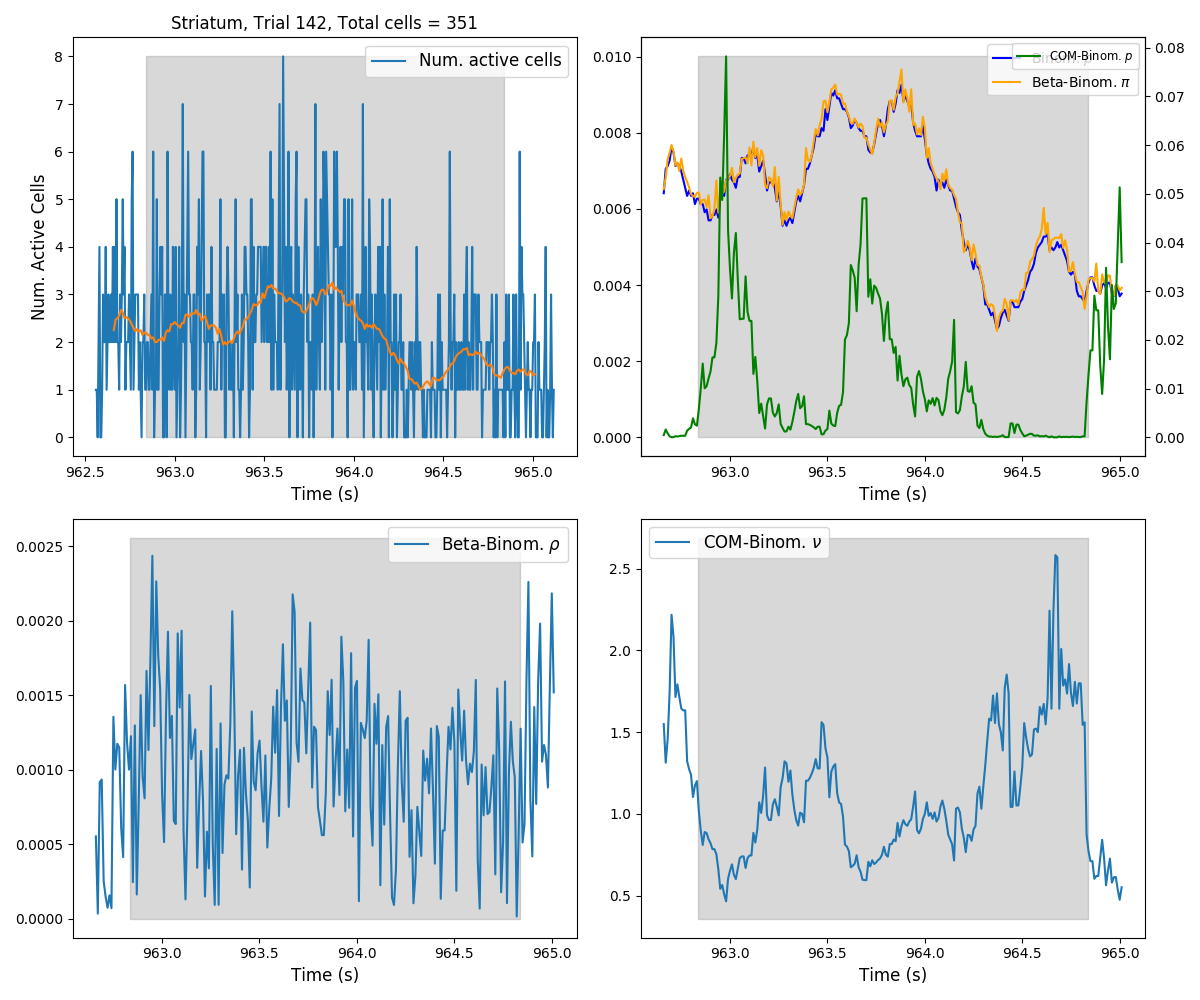 Striatum, Trial 142, Total cells = 351
Num. active cells
Num. Active Cells
8
7
6
5
4
3
2
1
0
962.5 963.0 963.5 964.0 964.5 965.0
Time (s)
COM-Binom. p
Beta-Binom. π
0.010
0.008
0.006
0.004
0.002
0.000
0.08
0.07
0.06
0.05
0.04
0.03
0.02
0.01
0.00
963.0 963.5 964.0 964.5 965.0
Time (s)
Beta-Binom. ρ
0.0025
0.0020
0.0015
0.0010
0.0005
0.0000
963.0 963.5 964.0 964.5 965.0
Time (s)
COM-Binom. ν
2.5
2.0
1.5
1.0
0.5
963.0 963.5 964.0 964.5 965.0
Time (s)